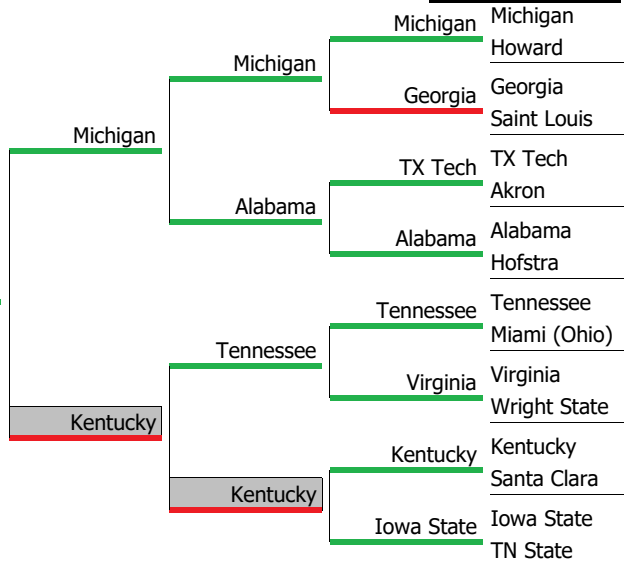 Michigan
Howard
Georgia
Saint Louis
TX Tech
Akron
Alabama
Hofstra
Tennessee
Miami (Ohio)
Virginia
Wright State
Kentucky
Santa Clara
Iowa State
TN State
Michigan
Georgia
TX Tech
Alabama
Tennessee
Virginia
Kentucky
Iowa State
Michigan
Alabama
Tennessee
Kentucky
Michigan
Kentucky